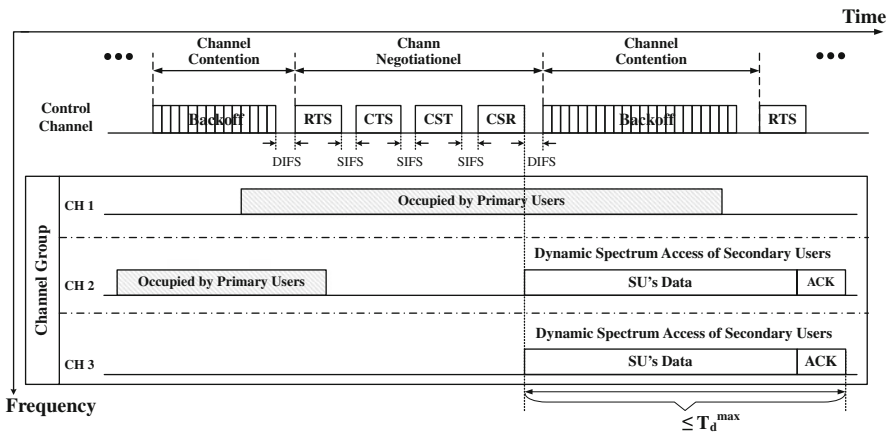 Time
Channel
Contention
Chann
Negotiationel
Channel
Contention
•••
•••
Control
Channel
Backoff
RTS
CTS
CST
CSR
Backoff
RTS
DIFS
SIFS
SIFS
SIFS
DIFS
Channel Group
CH 1
Occupied by Primary Users
Dynamic Spectrum Access of Secondary Users
CH 2
Occupied by Primary Users
SU's Data
ACK
Dynamic Spectrum Access of Secondary Users
CH 3
SU's Data
ACK
Frequency
≤ T_d^max